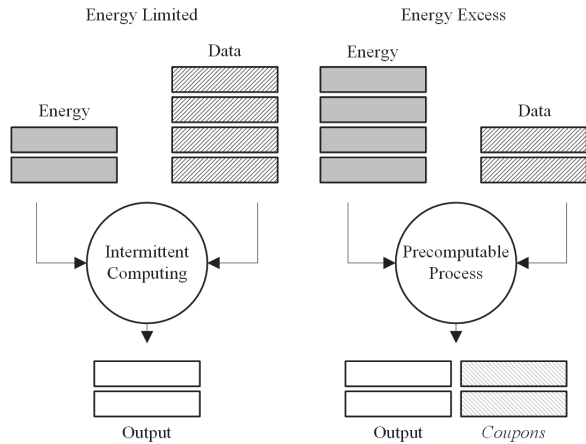 Energy Limited
Energy Excess
Data
Energy
Energy
Data
Intermittent
Computing
Precomputable
Process
Output
Output
Coupons